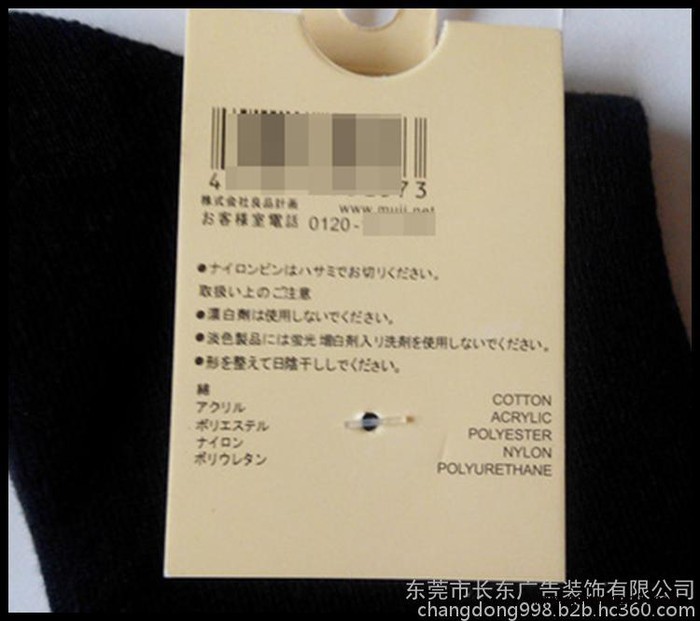 4 3
株式会社良品計画
www.muji.net
お客様室電話 0120-
●ナイロンピンはハサミでお切りください。
取扱い上のご注意
●漂白剤は使用しないでください。
●淡色製品には蛍光増白剤入り洗剤を使用しないでください。
●形を整えて日陰干ししてください。
綿
アクリル
ポリエステル
ナイロン
ポリウレタン
COTTON
ACRYLIC
POLYESTER
NYLON
POLYURETHANE
东莞市长东广告装饰有限公司
changdong998.b2b.hc360.com